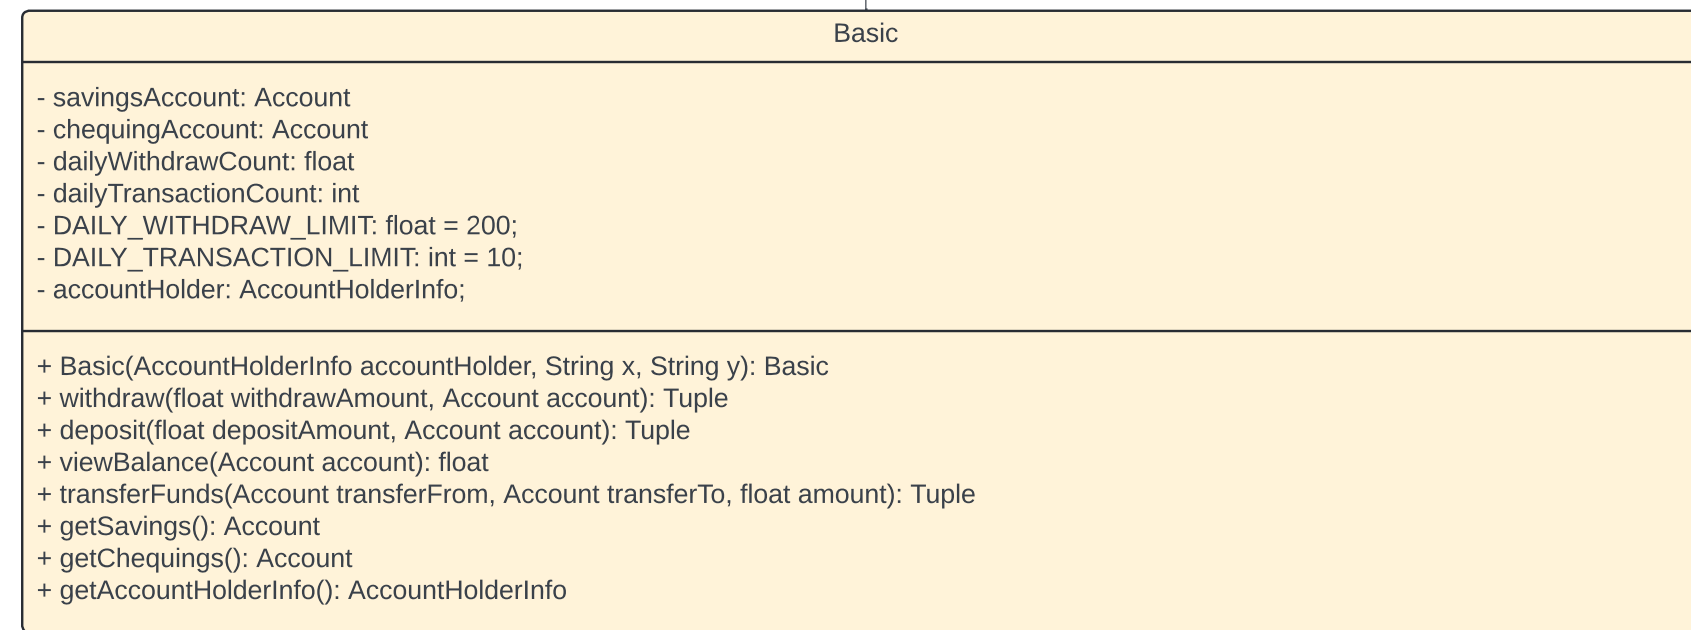 Basic
- savingsAccount: Account
- chequingAccount: Account
- dailyWithdrawCount: float
- dailyTransactionCount: int
- DAILY_WITHDRAW_LIMIT: float = 200;
- DAILY_TRANSACTION_LIMIT: int = 10;
- accountHolder: AccountHolderInfo;
+ Basic(AccountHolderInfo accountHolder, String x, String y): Basic
+ withdraw(float withdrawAmount, Account account): Tuple
+ deposit(float depositAmount, Account account): Tuple
+ viewBalance(Account account): float
+ transferFunds(Account transferFrom, Account transferTo, float amount): Tuple
+ getSavings(): Account
+ getChequings(): Account
+ getAccountHolderInfo(): AccountHolderInfo